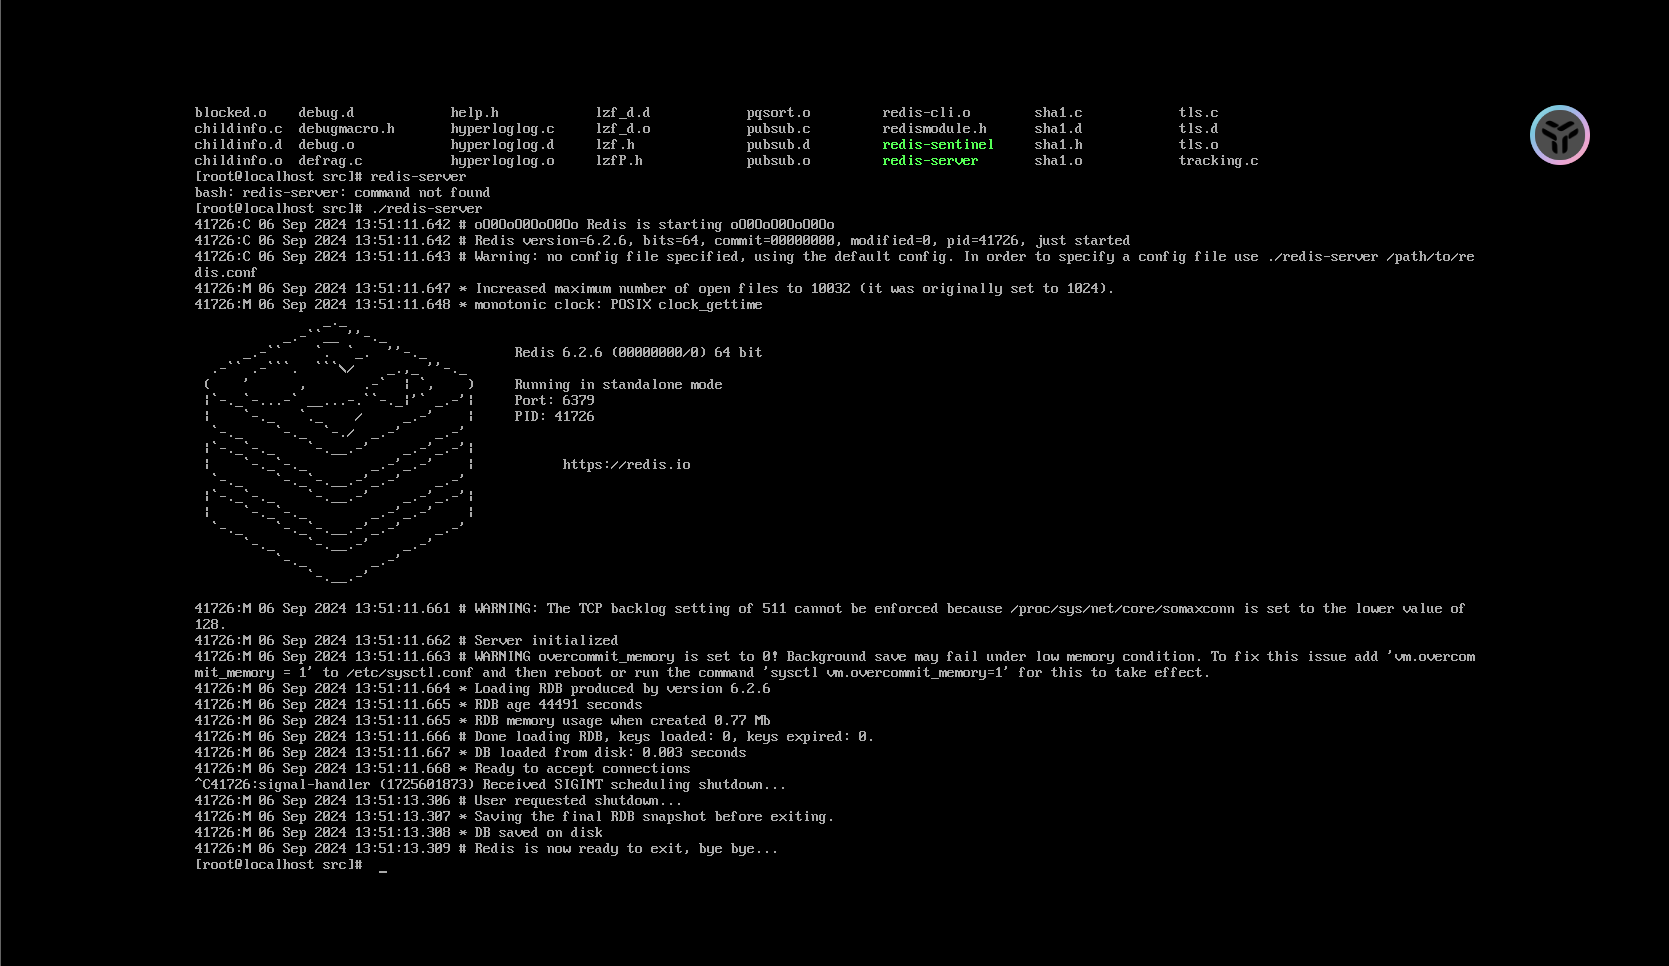 blocked.o    debug.d            help.h            lzf_d.d            pqsort.o         redis-cli.o        sha1.c            tls.c
childinfo.c  debugmacro.h       hyperloglog.c     lzf_d.o            pubsub.c         redismodule.h      sha1.d            tls.d
childinfo.d  debug.o            hyperloglog.d     lzf.h              pubsub.d         redis-sentinel     sha1.h            tls.o
childinfo.o  defrag.c           hyperloglog.o     lzfP.h             pubsub.o         redis-server       sha1.o            tracking.c
[root@localhost src]# redis-server
bash: redis-server: command not found
[root@localhost src]# ./redis-server
41726:C 06 Sep 2024 13:51:11.642 # oO0OoO0OoO0Oo Redis is starting oO0OoO0OoO0Oo
41726:C 06 Sep 2024 13:51:11.642 # Redis version=6.2.6, bits=64, commit=00000000, modified=0, pid=41726, just started
41726:C 06 Sep 2024 13:51:11.643 # Warning: no config file specified, using the default config. In order to specify a config file use ./redis-server /path/to/re
dis.conf
41726:M 06 Sep 2024 13:51:11.647 * Increased maximum number of open files to 10032 (it was originally set to 1024).
41726:M 06 Sep 2024 13:51:11.648 * monotonic clock: POSIX clock_gettime
Redis 6.2.6 (00000000/0) 64 bit
Running in standalone mode
Port: 6379
PID: 41726
https://redis.io
41726:M 06 Sep 2024 13:51:11.661 # WARNING: The TCP backlog setting of 511 cannot be enforced because /proc/sys/net/core/somaxconn is set to the lower value of
128.
41726:M 06 Sep 2024 13:51:11.662 # Server initialized
41726:M 06 Sep 2024 13:51:11.663 # WARNING overcommit_memory is set to 0! Background save may fail under low memory condition. To fix this issue add 'vm.overcom
mit_memory = 1' to /etc/sysctl.conf and then reboot or run the command 'sysctl vm.overcommit_memory=1' for this to take effect.
41726:M 06 Sep 2024 13:51:11.664 * Loading RDB produced by version 6.2.6
41726:M 06 Sep 2024 13:51:11.665 * RDB age 44491 seconds
41726:M 06 Sep 2024 13:51:11.665 * RDB memory usage when created 0.77 Mb
41726:M 06 Sep 2024 13:51:11.666 # Done loading RDB, keys loaded: 0, keys expired: 0.
41726:M 06 Sep 2024 13:51:11.667 * DB loaded from disk: 0.003 seconds
41726:M 06 Sep 2024 13:51:11.668 * Ready to accept connections
^C41726:signal-handler (1725601873) Received SIGINT scheduling shutdown...
41726:M 06 Sep 2024 13:51:13.306 # User requested shutdown...
41726:M 06 Sep 2024 13:51:13.307 * Saving the final RDB snapshot before exiting.
41726:M 06 Sep 2024 13:51:13.308 * DB saved on disk
41726:M 06 Sep 2024 13:51:13.309 # Redis is now ready to exit, bye bye...
[root@localhost src]# _